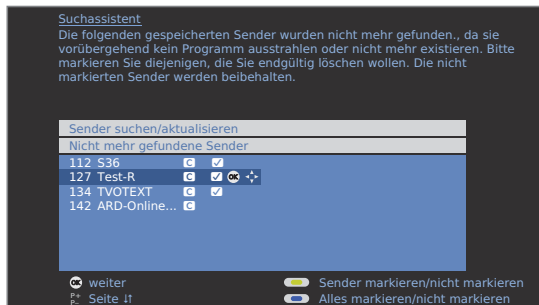 Suchassistent
Die folgenden gespeicherten Sender wurden nicht mehr gefunden., da sie
vorübergehend kein Programm ausstrahlen oder nicht mehr existieren. Bitte
markieren Sie diejenigen, die Sie endgültig löschen wollen. Die nicht
markierten Sender werden beibehalten.
Sender suchen/aktualisieren
Nicht mehr gefundene Sender
112 S36 C
127 Test-R C OK
134 TVOTEXT C
142 ARD-Online... C
OK weiter Sender markieren/nicht markieren
P+ P– Seite ↓↑ Alles markieren/nicht markieren